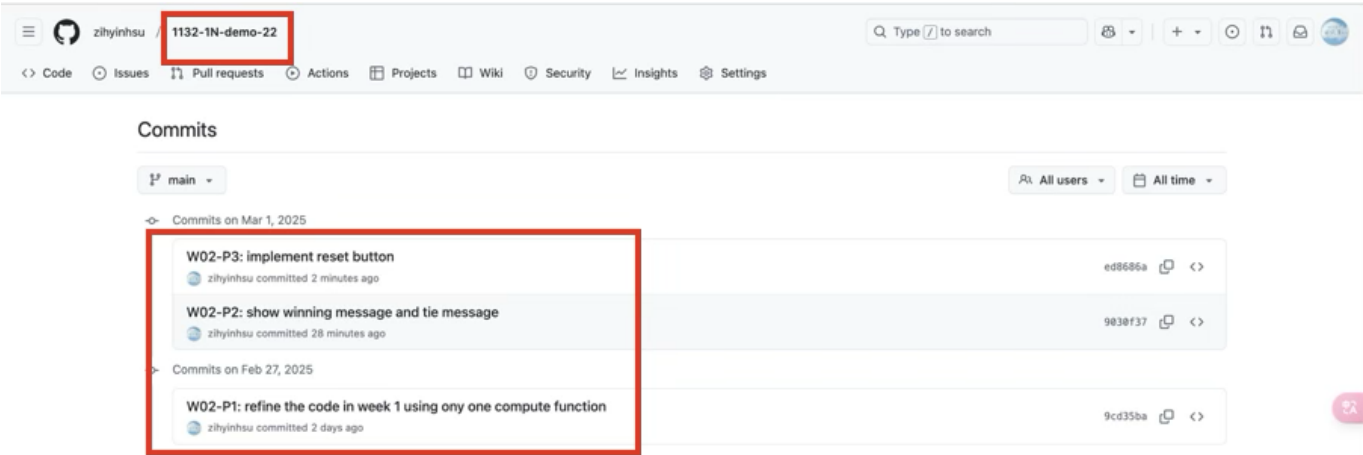 zihyinhsu / 1132-1N-demo-22
Type / to search
Code Issues Pull requests Actions Projects Wiki Security Insights Settings
Commits
main
All users All time
Commits on Mar 1, 2025
W02-P3: implement reset button
ed8686a
zihyinhsu committed 2 minutes ago
W02-P2: show winning message and tie message
9030f37
zihyinhsu committed 28 minutes ago
Commits on Feb 27, 2025
W02-P1: refine the code in week 1 using ony one compute function
9cd35ba
zihyinhsu committed 2 days ago